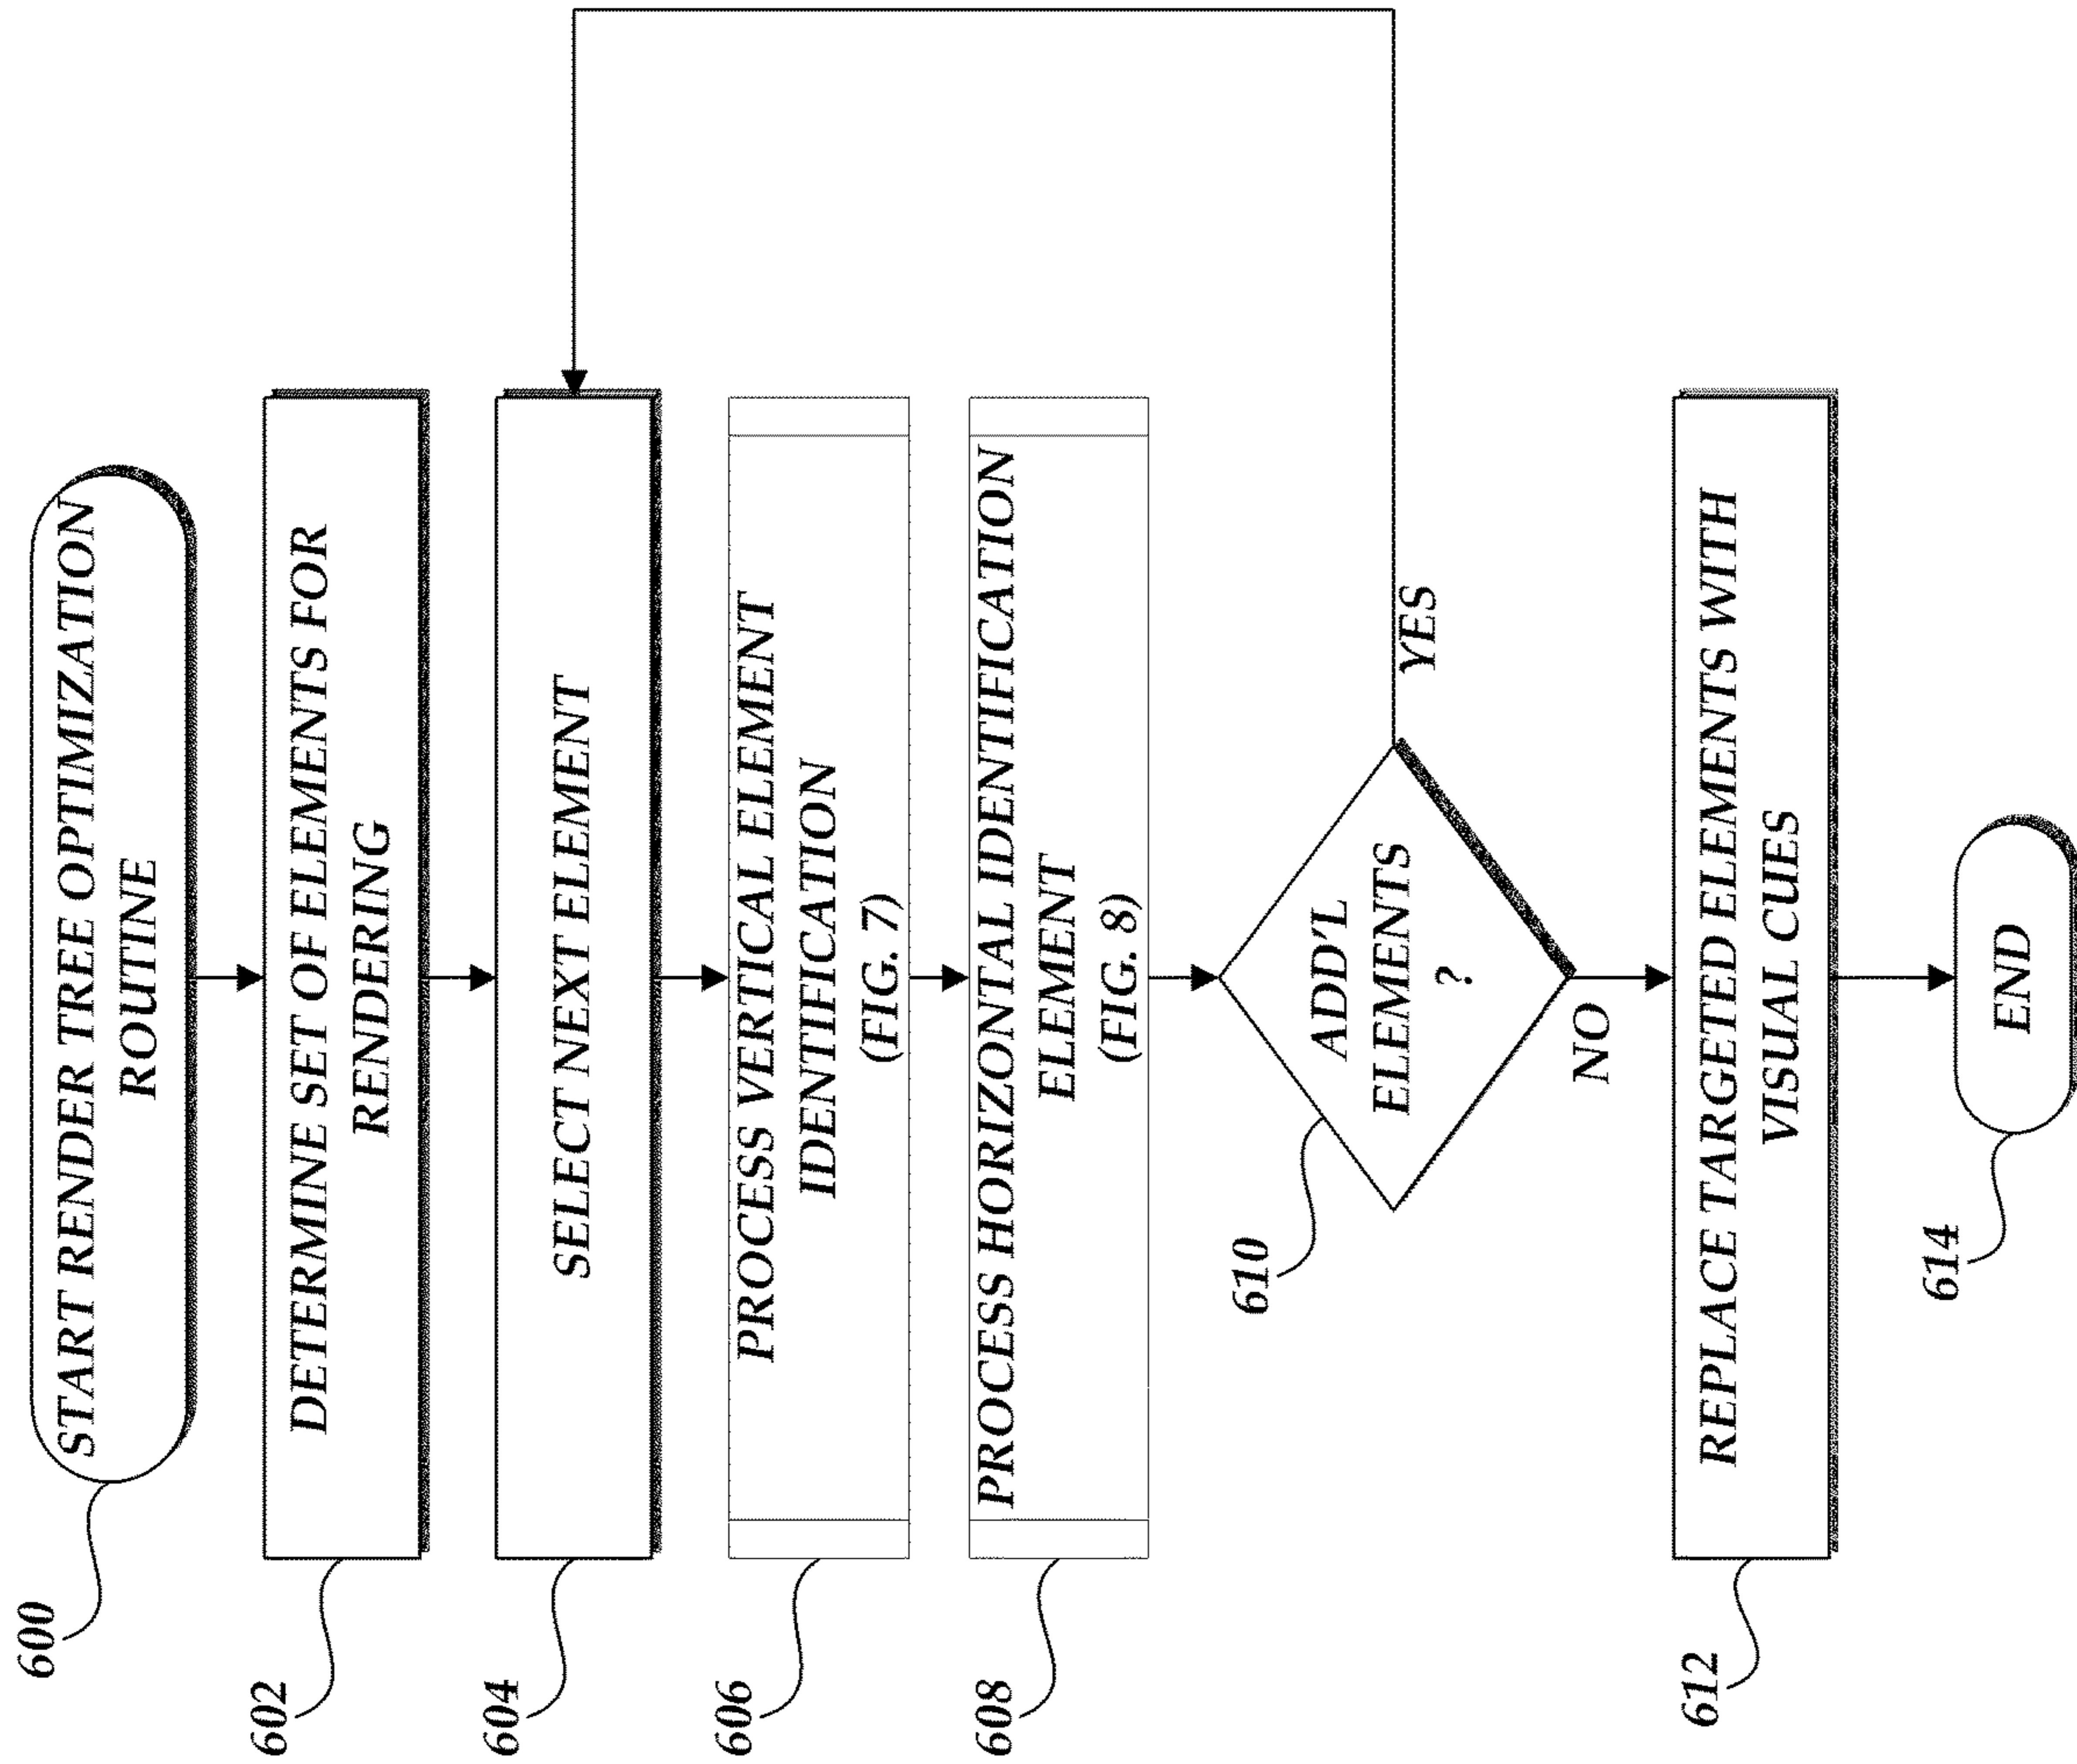 600
START RENDER TREE OPTIMIZATION
ROUTINE
602
DETERMINE SET OF ELEMENTS FOR
RENDERING
604
SELECT NEXT ELEMENT
606
PROCESS VERTICAL ELEMENT
IDENTIFICATION
(FIG. 7)
608
PROCESS HORIZONTAL IDENTIFICATION
ELEMENT
(FIG. 8)
610
ADD'L
ELEMENTS
?
YES
NO
612
REPLACE TARGETED ELEMENTS WITH
VISUAL CUES
614
END